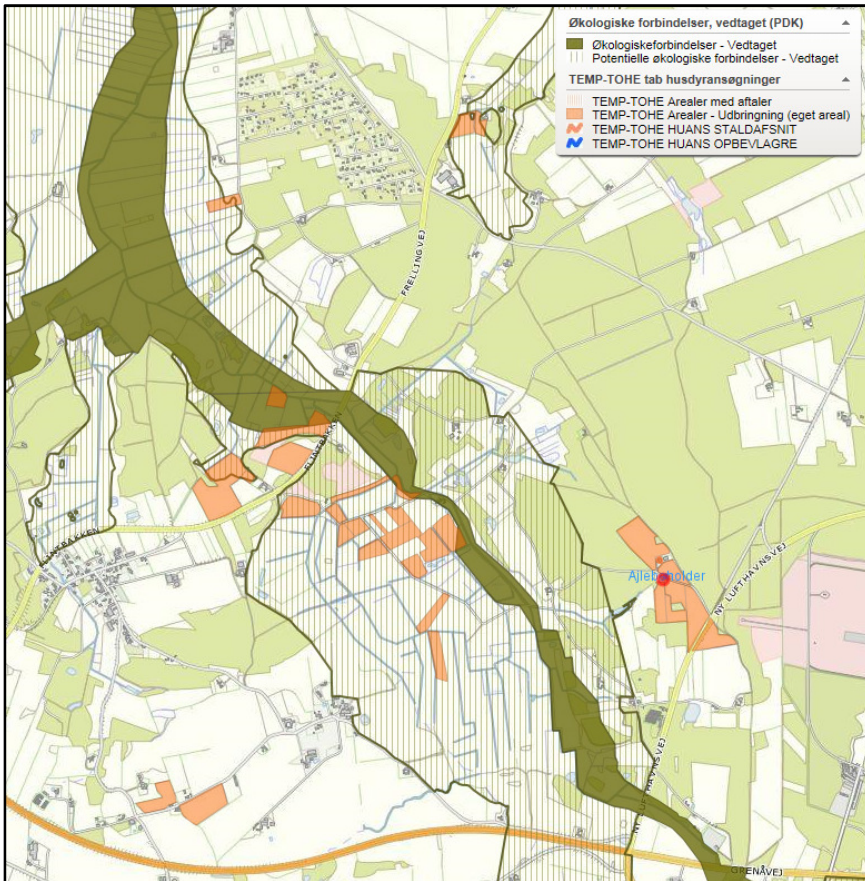 Økologiske forbindelser, vedtaget (PDK)
Økologiskeforbindelser - Vedtaget
Potentielle økologiske forbindelser - Vedtaget
TEMP-TOHE tab husdyransøgninger
TEMP-TOHE Arealer med aftaler
TEMP-TOHE Arealer - Udbringning (eget areal)
TEMP-TOHE HUANS STALDAFSNIT
TEMP-TOHE HUANS OPBEVLAGRE
FRELLINGVEJ
FLINTBAKKEN
FLINTBAKKEN
Ajlebeholder
NY LUFTHAVNSVEJ
NY LUFTHAVNSVEJ
GRENÅVEJ